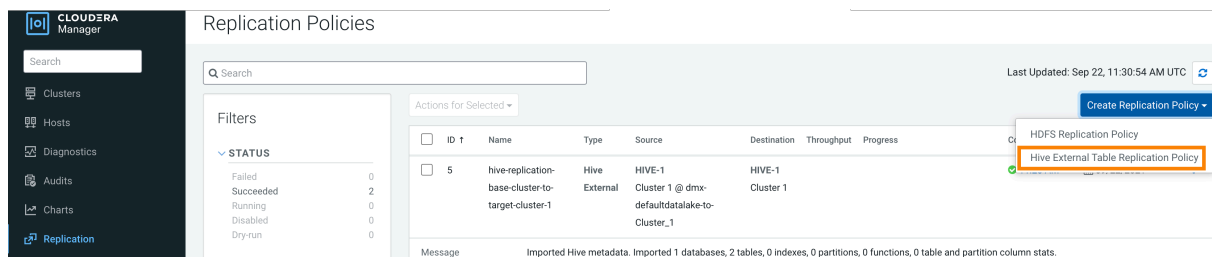 CLOUDERA
Manager
Replication Policies
Search
Search
Last Updated: Sep 22, 11:30:54 AM UTC
Clusters
Hosts
Diagnostics
Audits
Charts
Replication
Filters
STATUS
Failed 0
Succeeded 2
Running 0
Disabled 0
Dry-run 0
Actions for Selected
Create Replication Policy
HDFS Replication Policy
Hive External Table Replication Policy
ID ↑ Name Type Source Destination Throughput Progress
5 hive-replication- Hive HIVE-1 HIVE-1
base-cluster-to- External Cluster 1 @ dmx- Cluster 1
target-cluster-1 defaultdatalake-to-
Cluster_1
Message Imported Hive metadata. Imported 1 databases, 2 tables, 0 indexes, 0 partitions, 0 functions, 0 table and partition column stats.